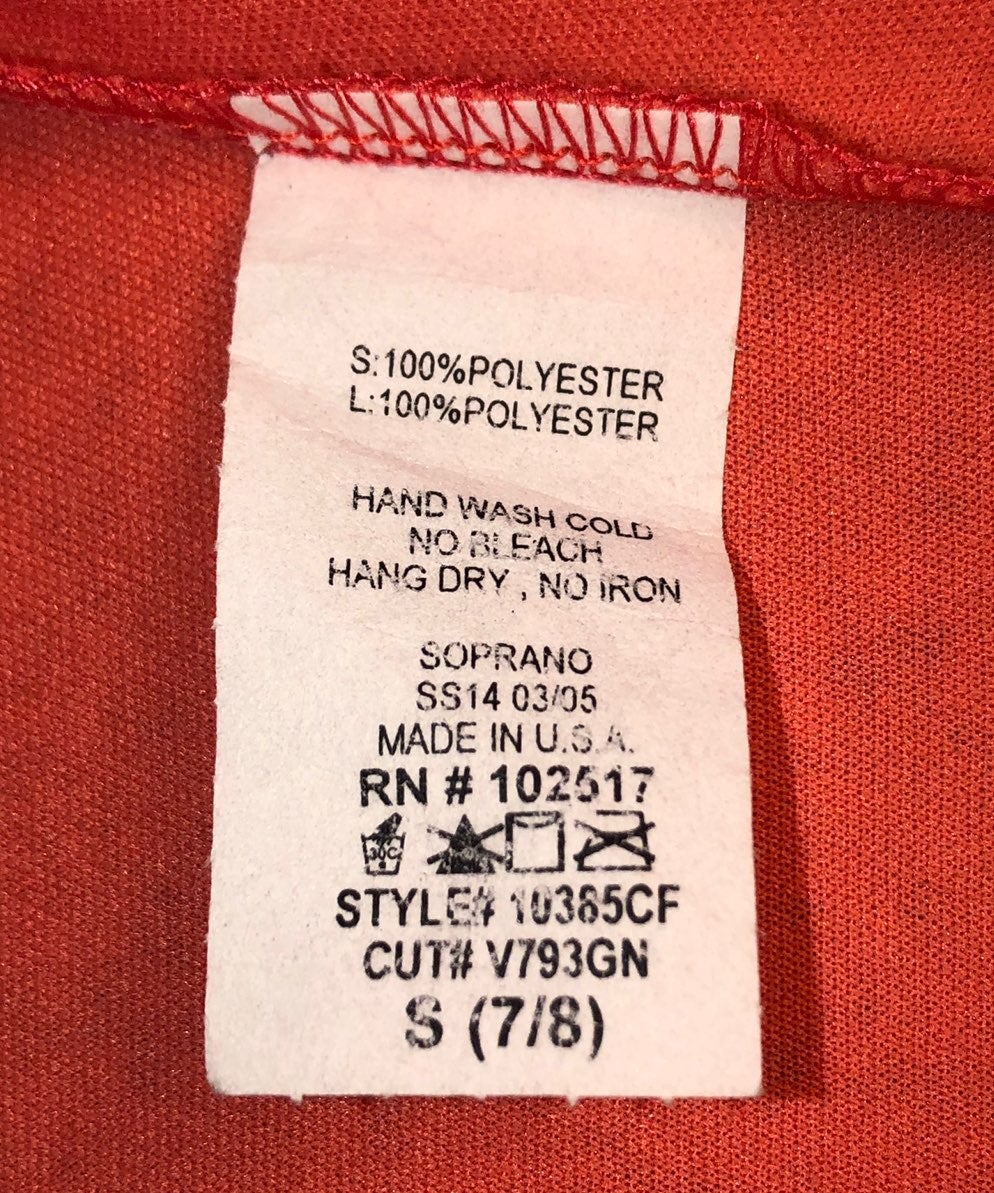 S:100%POLYESTER
L:100%POLYESTER
HAND WASH COLD
NO BLEACH
HANG DRY , NO IRON
SOPRANO
SS14 03/05
MADE IN U.S.A.
RN # 102517
30C
STYLE# 10385CF
CUT# V793GN
S (7/8)